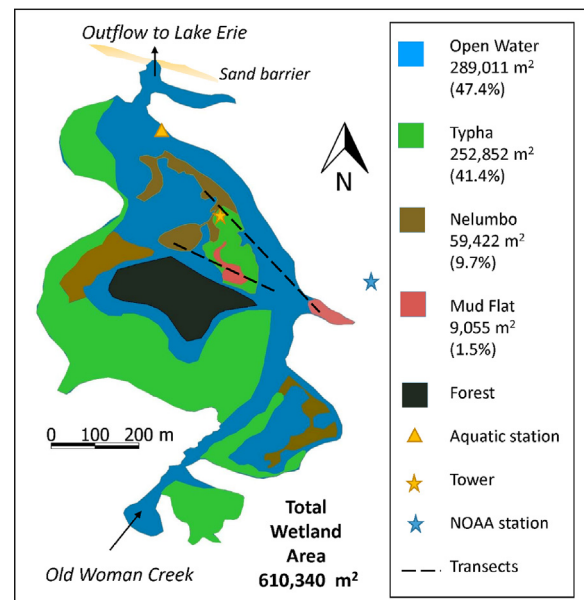 Outflow to Lake Erie
Sand barrier
N
0 100 200 m
Total
Wetland
Area
610,340 m²
Old Woman Creek
Open Water
289,011 m²
(47.4%)
Typha
252,852 m²
(41.4%)
Nelumbo
59,422 m²
(9.7%)
Mud Flat
9,055 m²
(1.5%)
Forest
Aquatic station
Tower
NOAA station
Transects